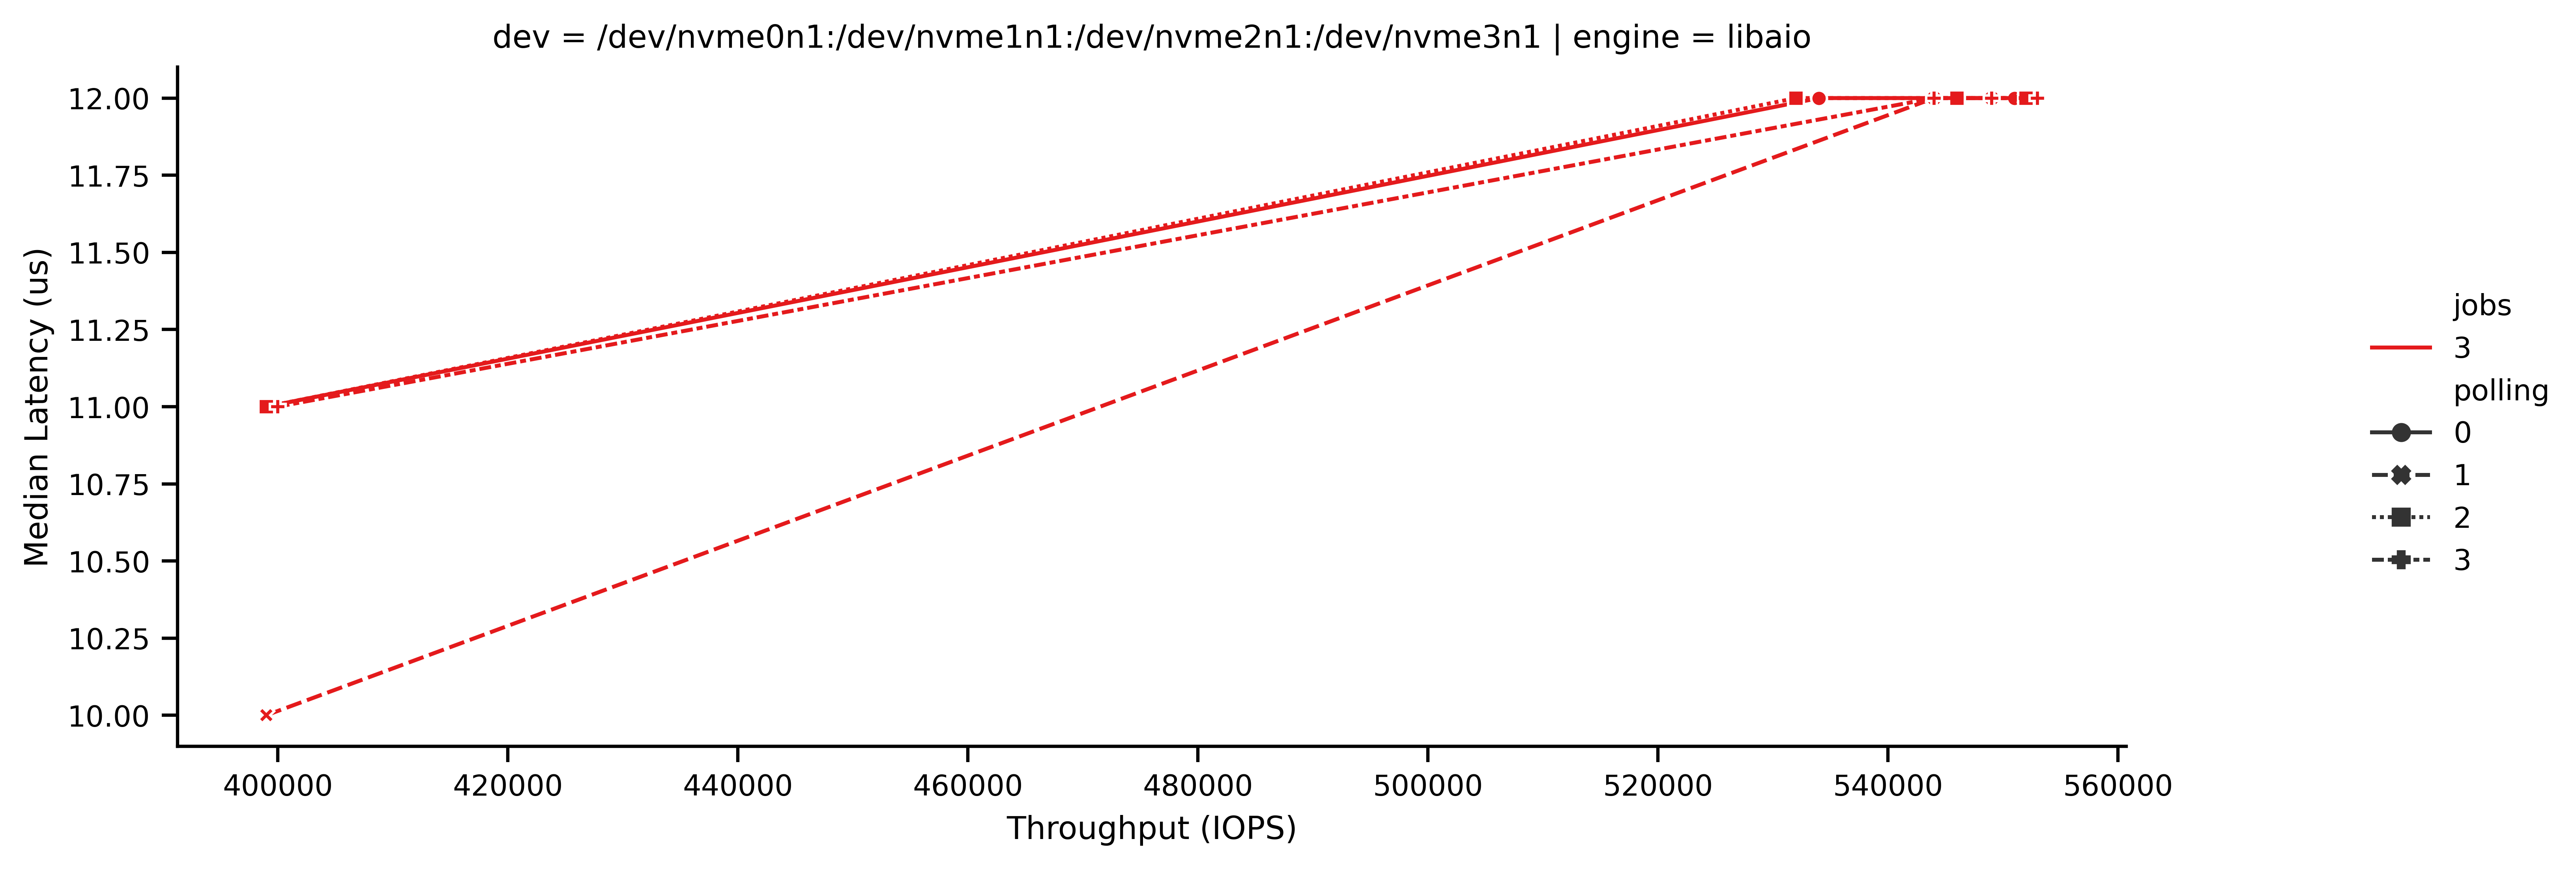 dev = /dev/nvme0n1:/dev/nvme1n1:/dev/nvme2n1:/dev/nvme3n1 | engine = libaio
Median Latency (us)
12.00
11.75
11.50
11.25
11.00
10.75
10.50
10.25
10.00
400000 420000 440000 460000 480000 500000 520000 540000 560000
Throughput (IOPS)
jobs
3
polling
0
1
2
3